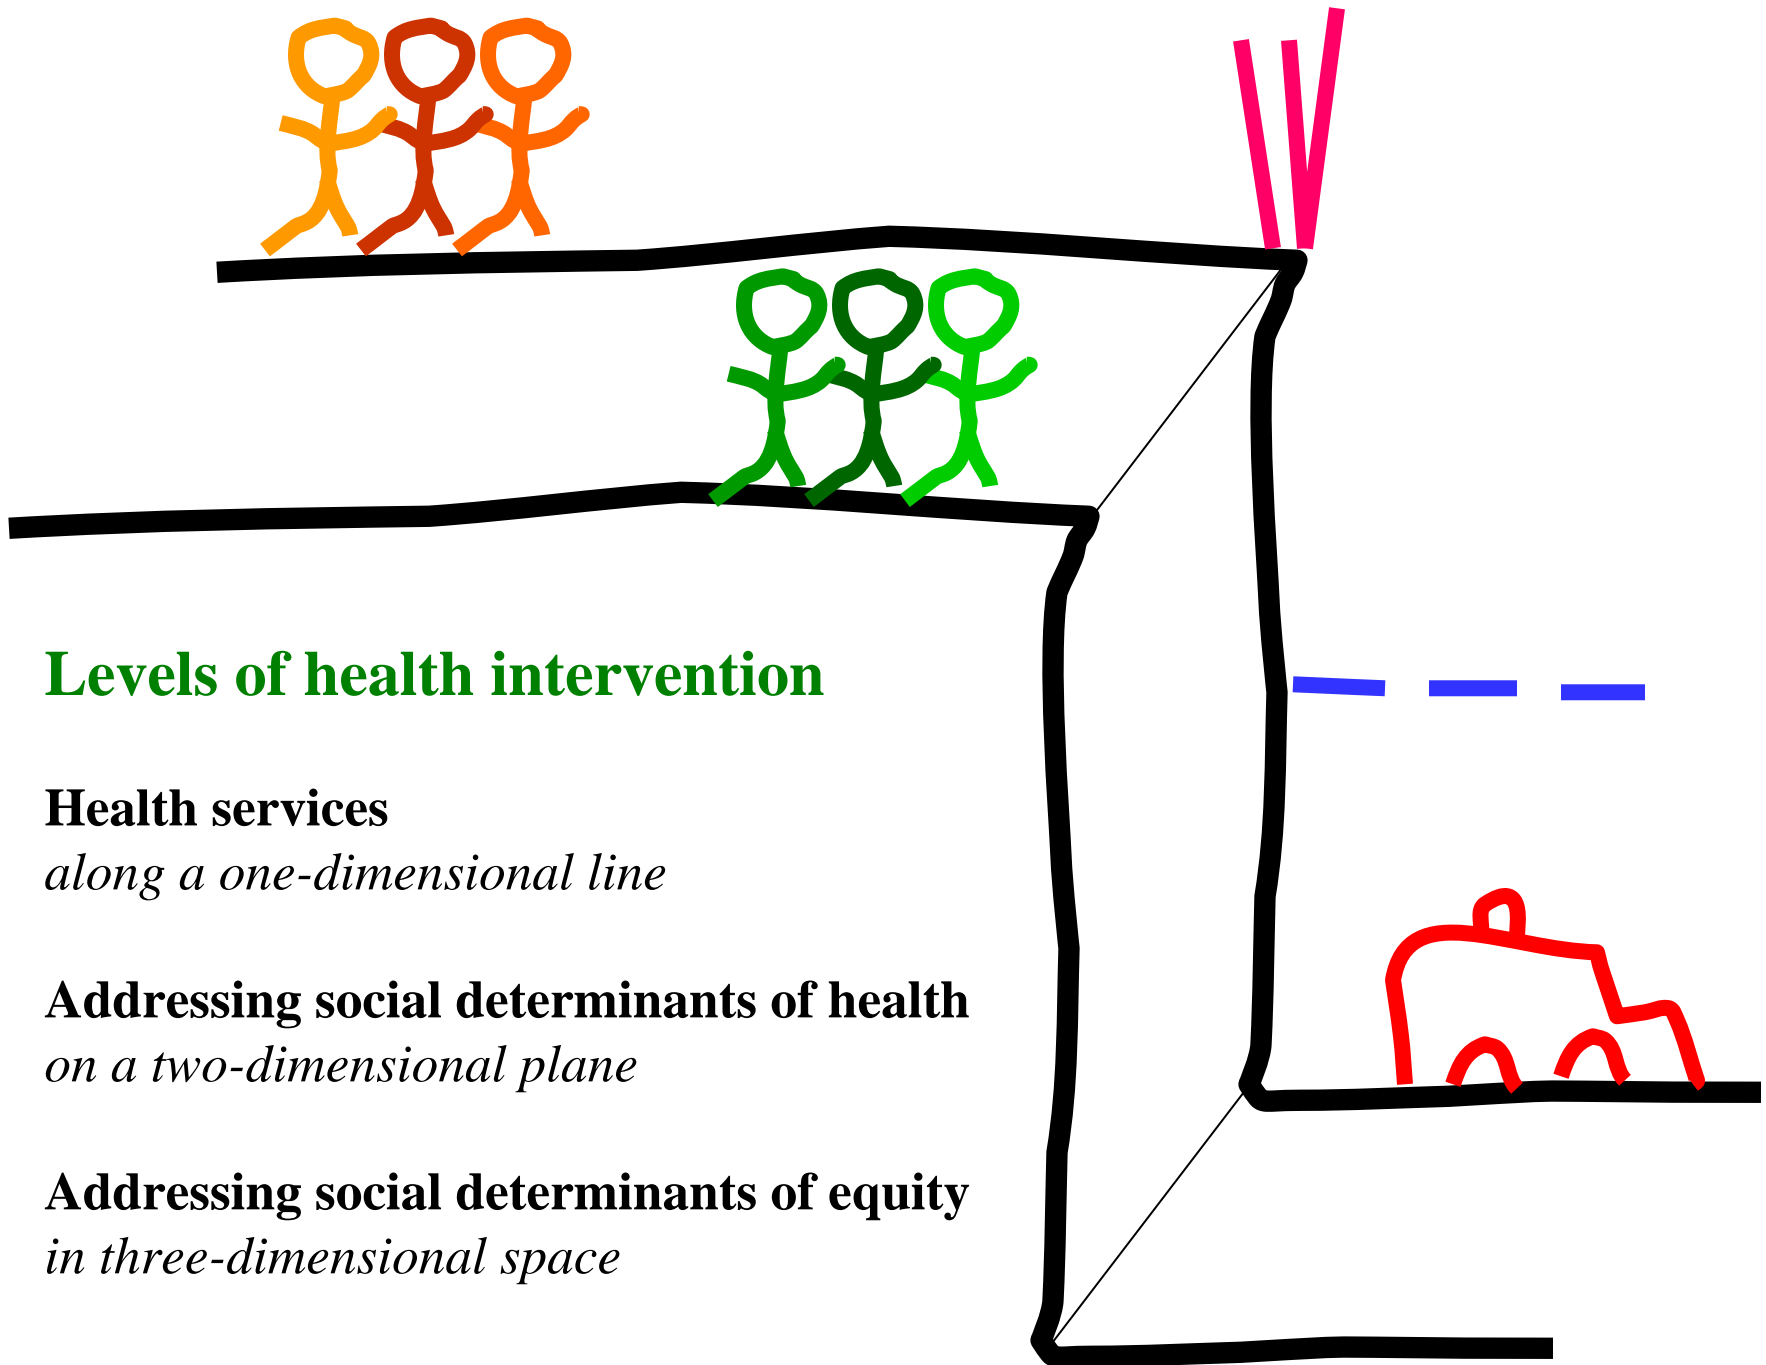 Levels of health intervention
Health services
along a one-dimensional line
Addressing social determinants of health
on a two-dimensional plane
Addressing social determinants of equity
in three-dimensional space